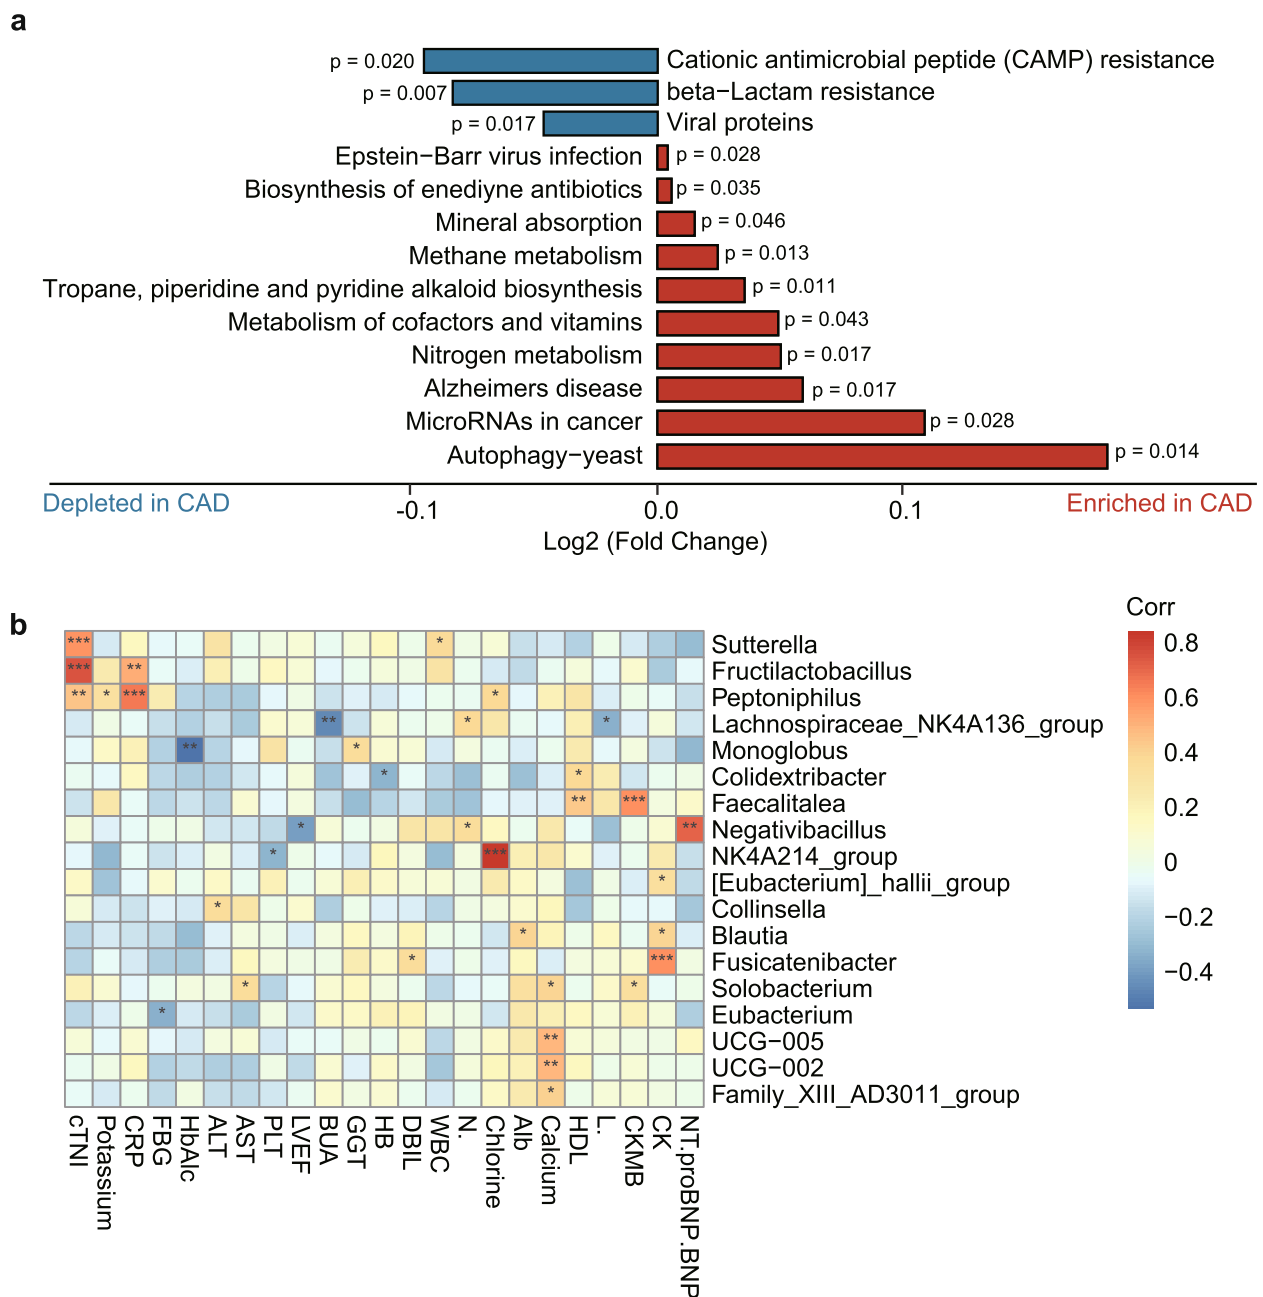 a
p = 0.020 Cationic antimicrobial peptide (CAMP) resistance
p = 0.007 beta−Lactam resistance
p = 0.017 Viral proteins
Epstein−Barr virus infection p = 0.028
Biosynthesis of enediyne antibiotics p = 0.035
Mineral absorption p = 0.046
Methane metabolism p = 0.013
Tropane, piperidine and pyridine alkaloid biosynthesis p = 0.011
Metabolism of cofactors and vitamins p = 0.043
Nitrogen metabolism p = 0.017
Alzheimers disease p = 0.017
MicroRNAs in cancer p = 0.028
Autophagy−yeast p = 0.014
Depleted in CAD -0.1 0.0 0.1 Enriched in CAD
Log2 (Fold Change)
b
Corr
0.8
0.6
0.4
0.2
0
−0.2
−0.4
*** * Sutterella
*** ** Fructilactobacillus
** * *** * Peptoniphilus
** * * Lachnospiraceae_NK4A136_group
** * Monoglobus
* * Colidextribacter
** *** Faecalitalea
* * ** Negativibacillus
* *** NK4A214_group
* [Eubacterium]_hallii_group
* Collinsella
* * Blautia
* *** Fusicatenibacter
* * * Solobacterium
* Eubacterium
** UCG−005
** UCG−002
* Family_XIII_AD3011_group
cTNI
Potassium
CRP
FBG
HbAlc
ALT
AST
PLT
LVEF
BUA
GGT
HB
DBIL
WBC
N.
Chlorine
Alb
Calcium
HDL
L.
CKMB
CK
NT.proBNP.BNP